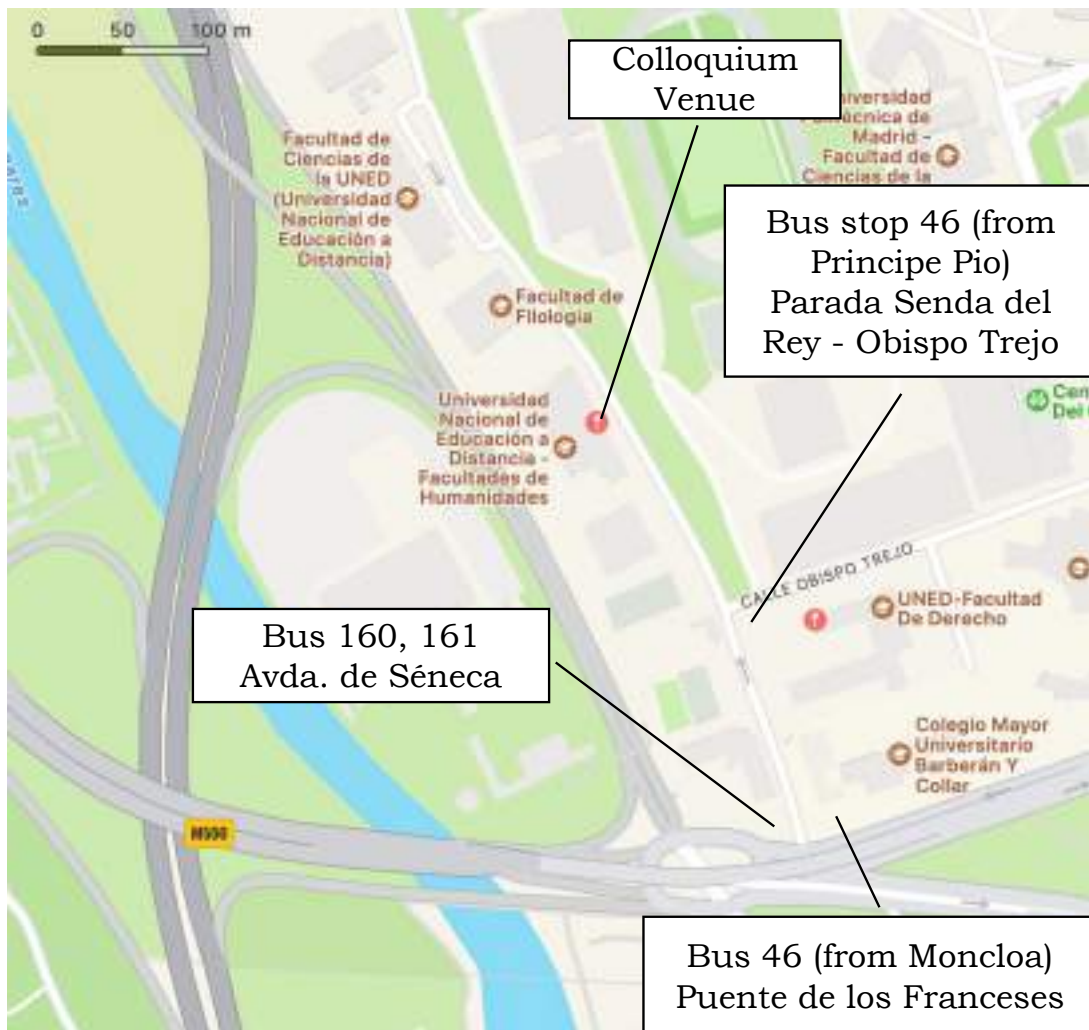 0 50 100 m
Colloquium
Venue
Politécnica de
Madrid -
Facultad de
Ciencias de la
Facultad de
Ciencias de
la UNED
(Universidad
Nacional de
Educación a
Distancia)
Bus stop 46 (from
Principe Pio)
Parada Senda del
Rey - Obispo Trejo
Facultad de
Filología
Universidad
Nacional de
Educación a
Distancia -
Facultades de
Humanidades
CALLE OBISPO TREJO
UNED-Facultad
De Derecho
Bus 160, 161
Avda. de Séneca
Colegio Mayor
Universitario
Barberán Y
Collar
M500
Bus 46 (from Moncloa)
Puente de los Franceses